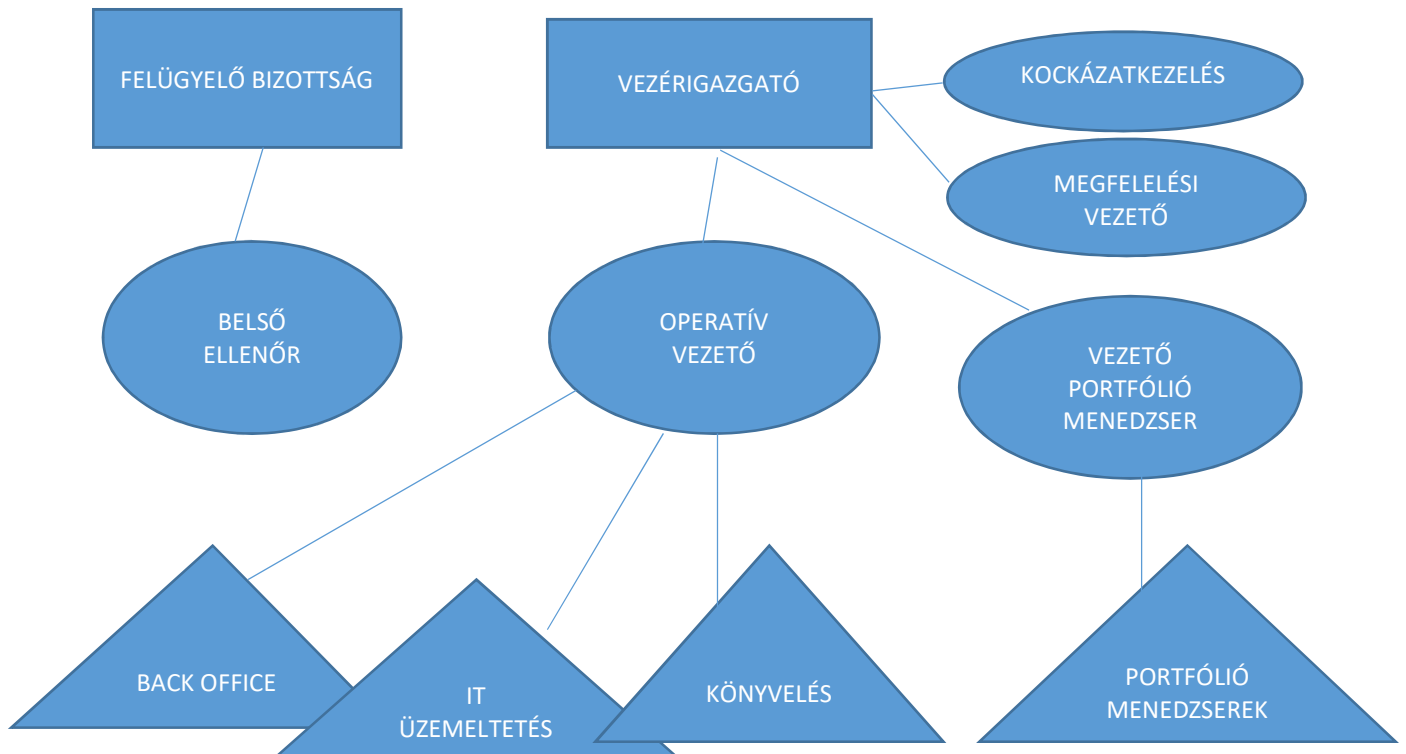 FELÜGYELŐ BIZOTTSÁG
VEZÉRIGAZGATÓ
KOCKÁZATKEZELÉS
MEGFELELÉSI
VEZETŐ
BELSŐ
ELLENŐR
OPERATÍV
VEZETŐ
VEZETŐ
PORTFÓLIÓ
MENEDZSER
BACK OFFICE
IT
ÜZEMELTETÉS
KÖNYVELÉS
PORTFÓLIÓ
MENEDZSEREK